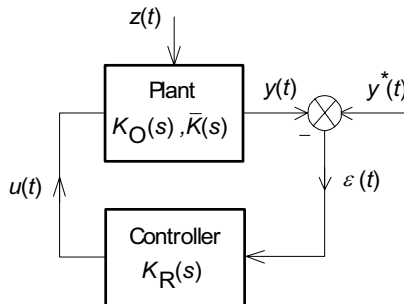 z(t)
Plant
K_O(s) , K̄(s)
y(t)
y*(t)
−
u(t)
ε(t)
Controller
K_R(s)